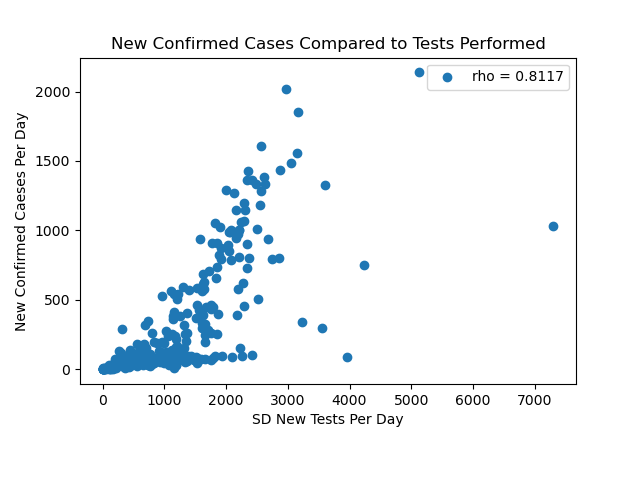 New Confirmed Cases Compared to Tests Performed
rho = 0.8117
New Confirmed Caeses Per Day
2000
1500
1000
500
0
0 1000 2000 3000 4000 5000 6000 7000
SD New Tests Per Day